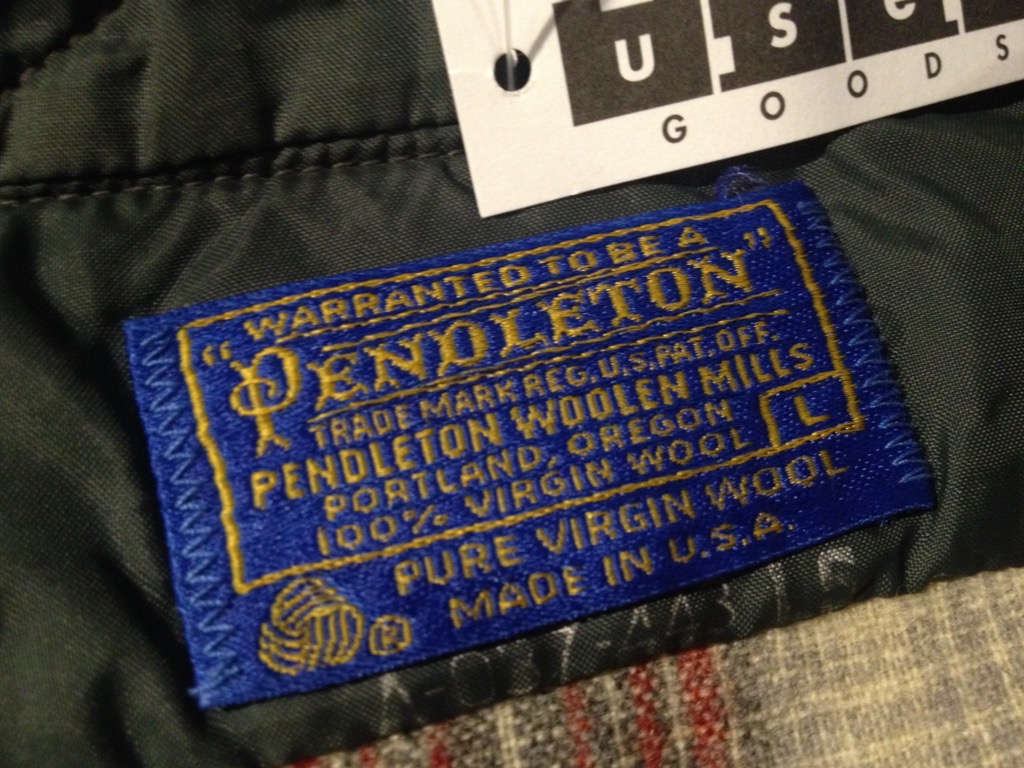 use
GOODS
WARRANTED TO BE A
"PENDLETON"
TRADE MARK REG. U.S. PAT. OFF.
PENDLETON WOOLEN MILLS
PORTLAND, OREGON
100% VIRGIN WOOL
L
PURE VIRGIN WOOL
MADE IN U.S.A.
®